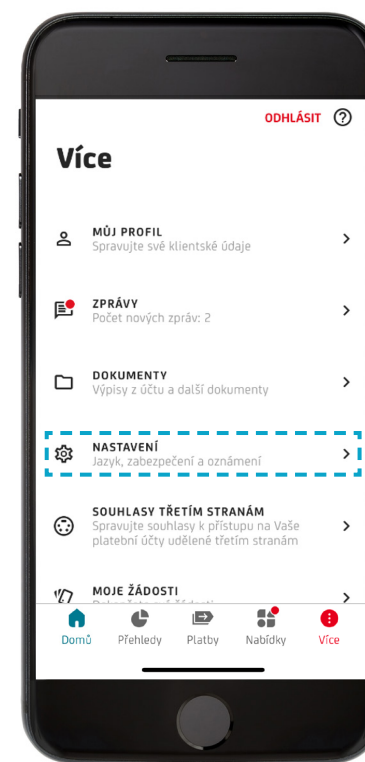 ODHLÁSIT
Více
MŮJ PROFIL
Spravujte své klientské údaje
ZPRÁVY
Počet nových zpráv: 2
DOKUMENTY
Výpisy z účtu a další dokumenty
NASTAVENÍ
Jazyk, zabezpečení a oznámení
SOUHLASY TŘETÍM STRANÁM
Spravujte souhlasy k přístupu na Vaše
platební účty udělené třetím stranám
MOJE ŽÁDOSTI
Domů Přehledy Platby Nabídky Více